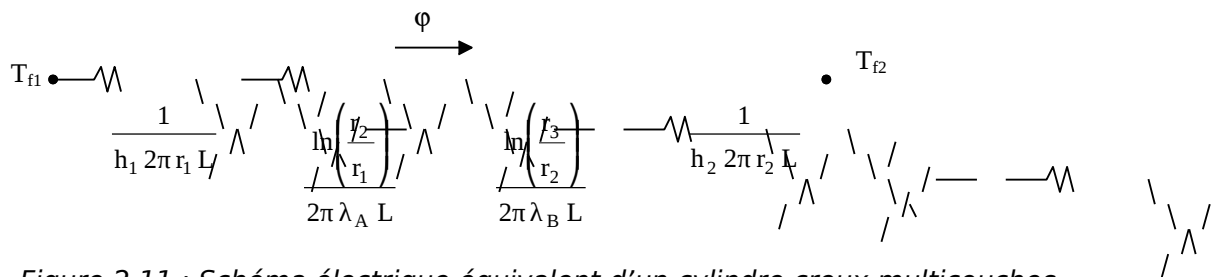 φ
T_f1 T_f2
1 / (h_1 2π r_1 L) ln(r_2 / r_1) / (2π λ_A L) ln(r_3 / r_2) / (2π λ_B L) 1 / (h_2 2π r_2 L)
Figure 2.11 : Schéma électrique équivalent d’un cylindre creux multicouches